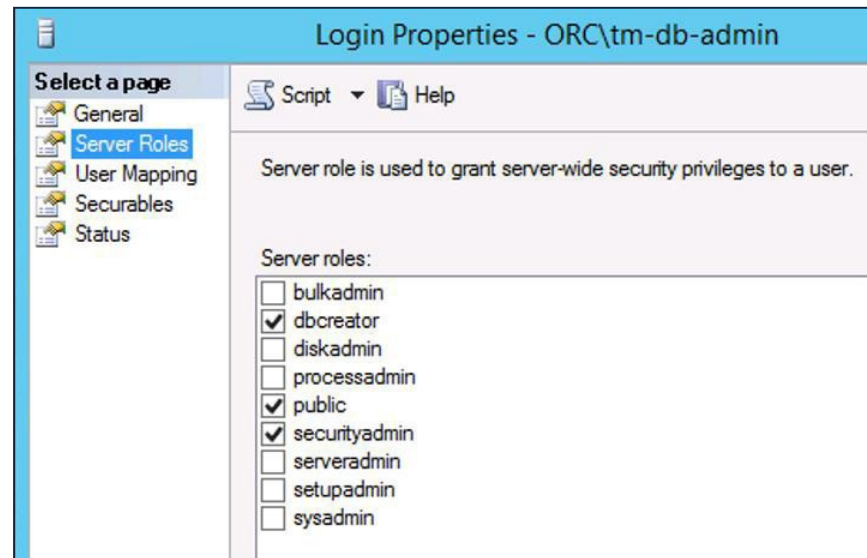 Login Properties - ORC\tm-db-admin
Select a page
General
Server Roles
User Mapping
Securables
Status
Script
Help
Server role is used to grant server-wide security privileges to a user.
Server roles:
bulkadmin
dbcreator
diskadmin
processadmin
public
securityadmin
serveradmin
setupadmin
sysadmin